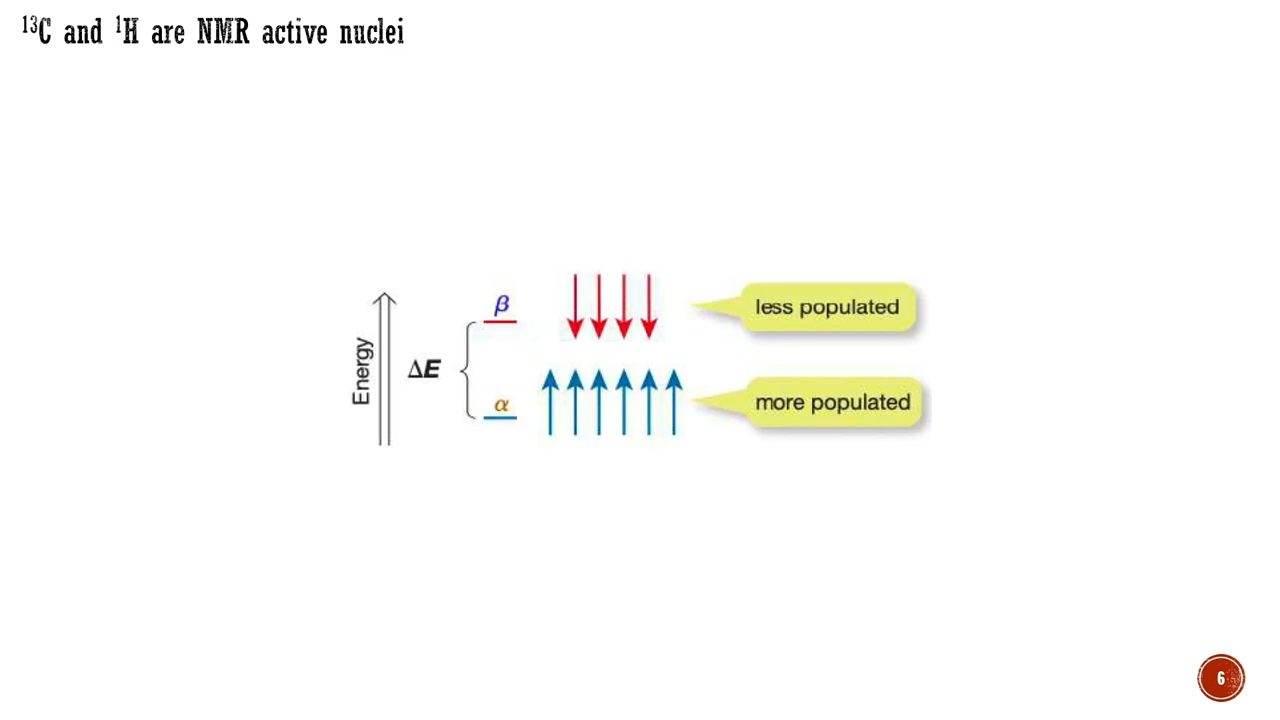 ¹³C and ¹H are NMR active nuclei
β
less populated
Energy
ΔE
α
more populated
6